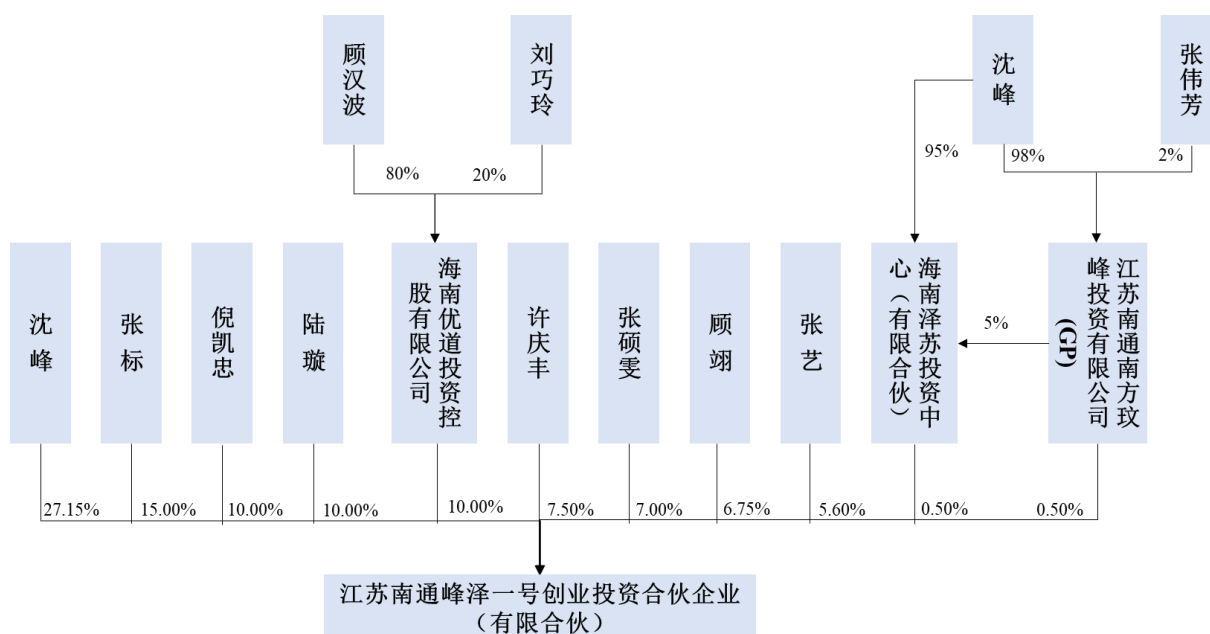 顾汉波
刘巧玲
沈峰
张伟芳
80%
20%
95%
98%
2%
沈峰
张标
倪凯忠
陆璇
海南优道投资控
股有限公司
许庆丰
张硕雯
顾翊
张艺
海南泽苏投资中
心（有限合伙）
5%
江苏南通南方玟
峰投资有限公司
(GP)
27.15%
15.00%
10.00%
10.00%
10.00%
7.50%
7.00%
6.75%
5.60%
0.50%
0.50%
江苏南通峰泽一号创业投资合伙企业
（有限合伙）